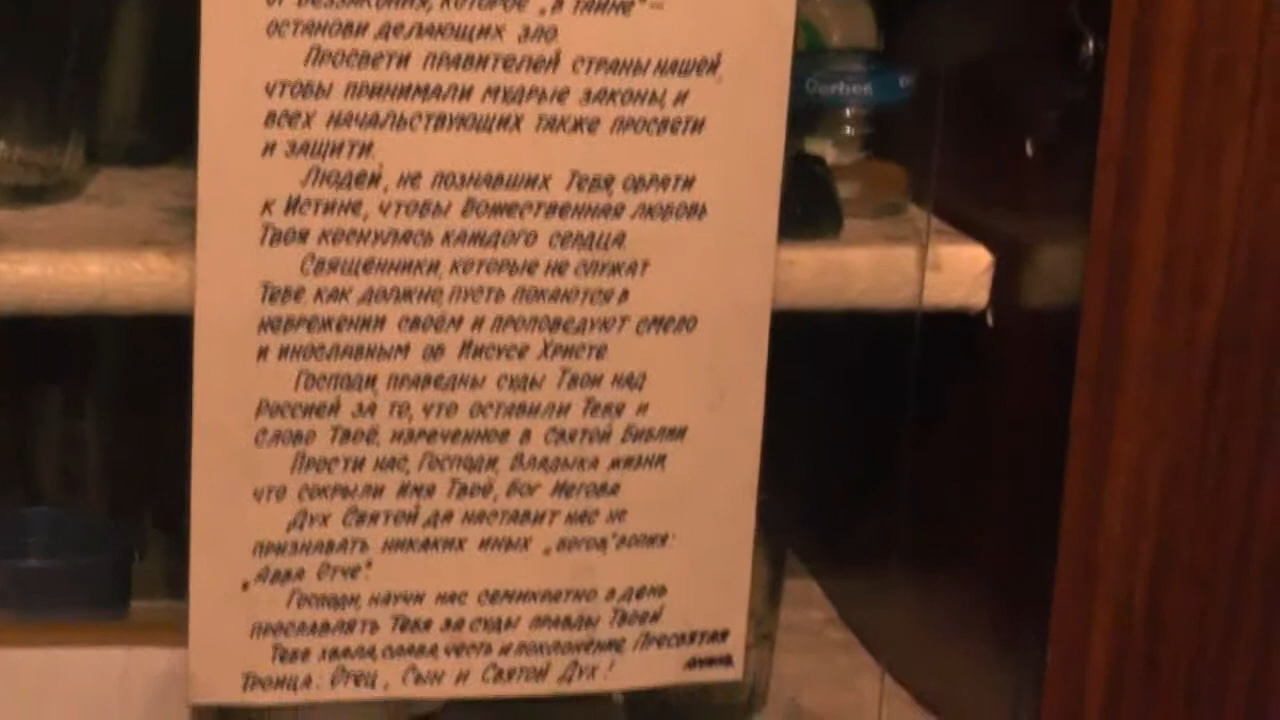 от беззакония, которое „в тайне"–
останови делающих зло.
Просвети правителей страны нашей,
чтобы принимали мудрые законы, и
всех начальствующих также просвети
и защити.
Людей, не познавших Тебя, обрати
к Истине, чтобы Божественная любовь
Твоя коснулась каждого сердца.
Священники, которые не служат
Тебе как должно, пусть покаются в
небрежении своём и проповедуют смело
и инославным об Иисусе Христе
Господи, праведны суды Твои над
Россией за то, что оставили Тебя и
Слово Твоё, изреченное в Святой Библии
Прости нас, Господи, Владыка жизни
что сокрыли Имя Твоё, Бог Иегова
Дух Святой да наставит нас не
признавать никаких иных „богов," вопия:
„Авва Отче".
Господи, научи нас семикратно в день
прославлять Тебя за суды правды Твоей
Тебе хвала, слава, честь и поклонение Пресвятая
Троица: Отец, Сын и Святой Дух!
Аминь.
Gerber